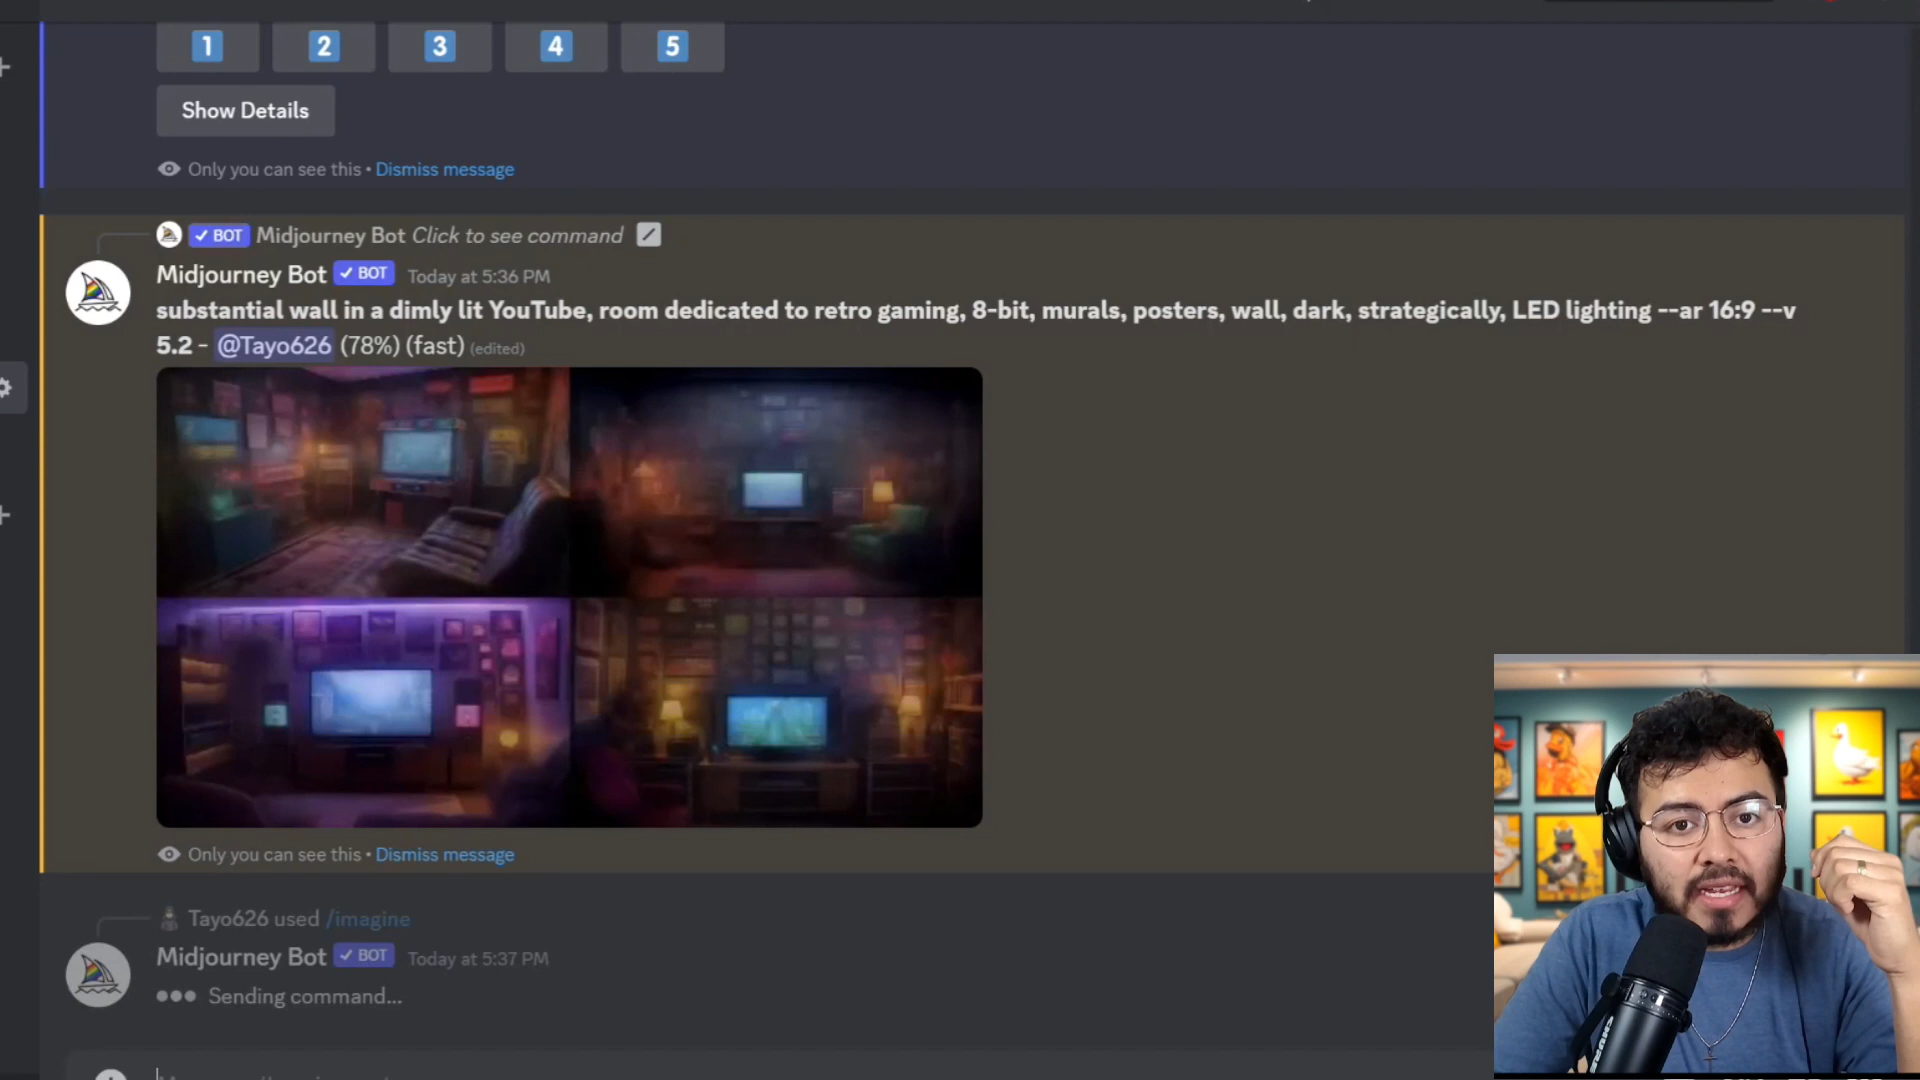 1 2 3 4 5
Show Details
Only you can see this • Dismiss message
✓ BOT Midjourney Bot Click to see command
Midjourney Bot ✓ BOT Today at 5:36 PM
substantial wall in a dimly lit YouTube, room dedicated to retro gaming, 8-bit, murals, posters, wall, dark, strategically, LED lighting --ar 16:9 --v
5.2 - @Tayo626 (78%) (fast) (edited)
Only you can see this • Dismiss message
Tayo626 used /imagine
Midjourney Bot ✓ BOT Today at 5:37 PM
Sending command...
SHURE